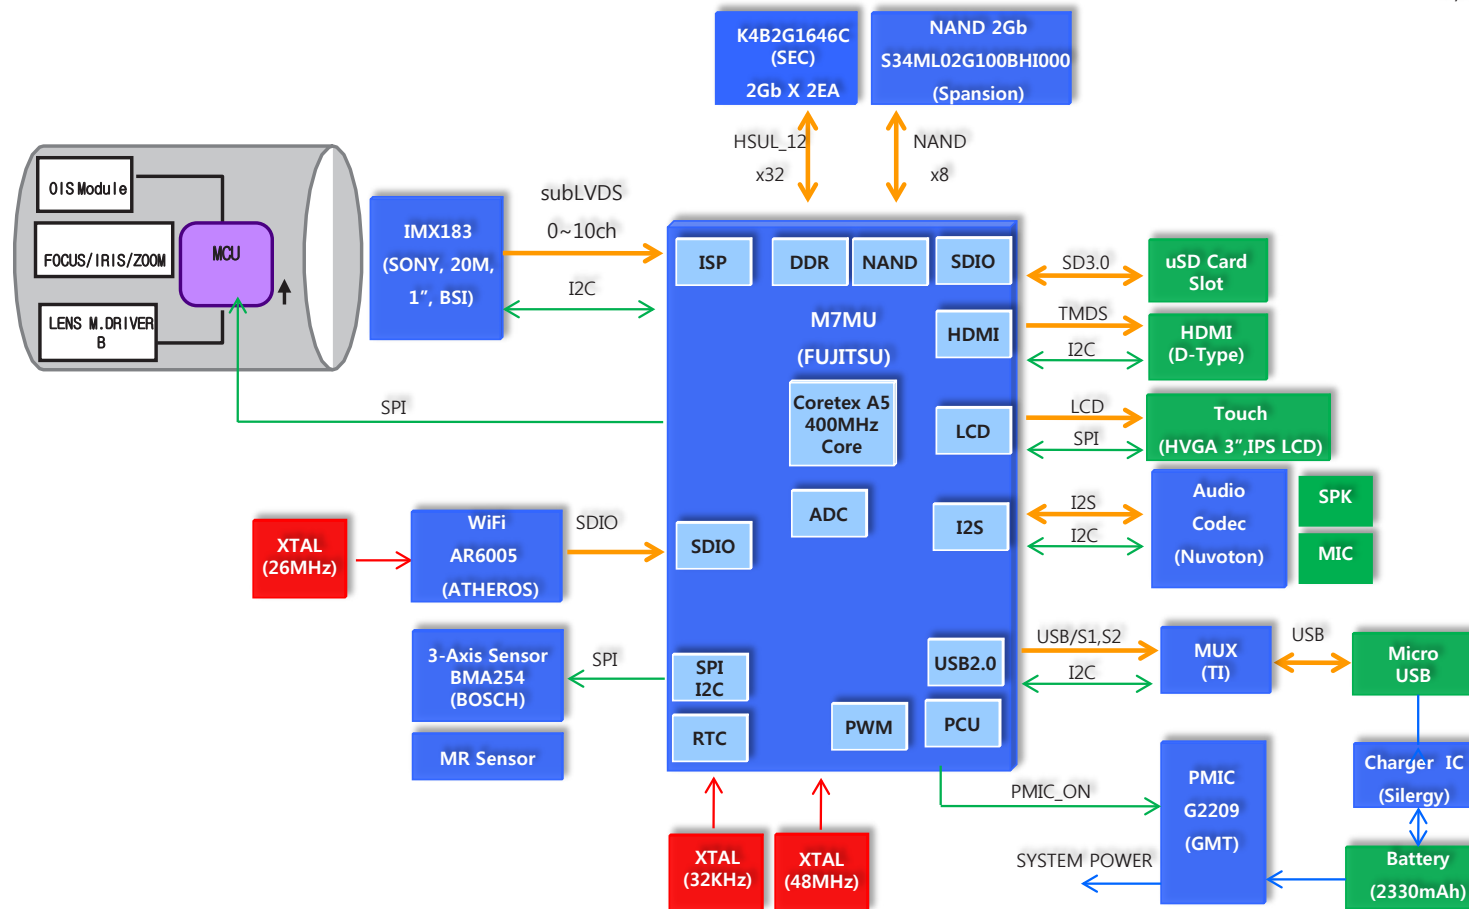 K4B2G1646C
(SEC)
2Gb X 2EA
NAND 2Gb
S34ML02G100BHI000
(Spansion)
HSUL_12
x32
NAND
x8
OIS Module
FOCUS/IRIS/ZOOM
MCU
LENS M.DRIVER
B
IMX183
(SONY, 20M,
1", BSI)
subLVDS
0~10ch
I2C
SPI
ISP
DDR
NAND
SDIO
M7MU
(FUJITSU)
HDMI
Coretex A5
400MHz
Core
LCD
ADC
I2S
SDIO
USB2.0
SPI
I2C
RTC
PWM
PCU
SD3.0
uSD Card
Slot
TMDS
I2C
HDMI
(D-Type)
LCD
SPI
Touch
(HVGA 3",IPS LCD)
I2S
I2C
Audio
Codec
(Nuvoton)
SPK
MIC
XTAL
(26MHz)
WiFi
AR6005
(ATHEROS)
SDIO
3-Axis Sensor
BMA254
(BOSCH)
SPI
MR Sensor
USB/S1,S2
I2C
MUX
(TI)
USB
Micro
USB
PMIC_ON
PMIC
G2209
(GMT)
Charger IC
(Silergy)
SYSTEM POWER
Battery
(2330mAh)
XTAL
(32KHz)
XTAL
(48MHz)